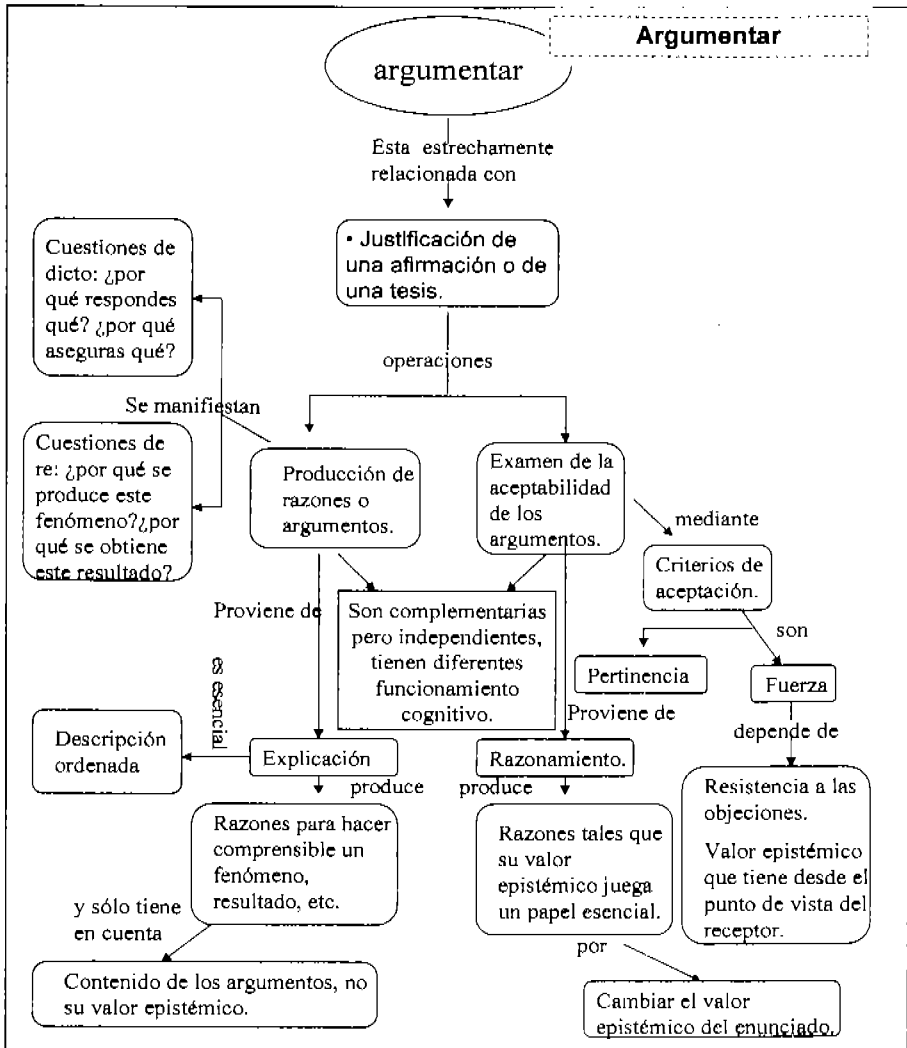 Argumentar
argumentar
Esta estrechamente
relacionada con
• Justificación de
una afirmación o de
una tesis.
Cuestiones de
dicto: ¿por
qué respondes
qué? ¿por qué
aseguras qué?
operaciones
Se manifiestan
Cuestiones de
re: ¿por qué se
produce este
fenómeno?¿por
qué se obtiene
este resultado?
Producción de
razones o
argumentos.
Examen de la
aceptabilidad
de los
argumentos.
mediante
Criterios de
aceptación.
son
Pertinencia
Fuerza
depende de
Resistencia a las
objeciones.
Valor epistémico
que tiene desde el
punto de vista del
receptor.
Proviene de
Son complementarias
pero independientes,
tienen diferentes
funcionamiento
cognitivo.
Proviene de
es esencial
Descripción
ordenada
Explicación
Razonamiento.
produce
produce
Razones para hacer
comprensible un
fenómeno,
resultado, etc.
Razones tales que
su valor
epistémico juega
un papel esencial.
y sólo tiene
en cuenta
por
Contenido de los argumentos, no
su valor epistémico.
Cambiar el valor
epistémico del enunciado.